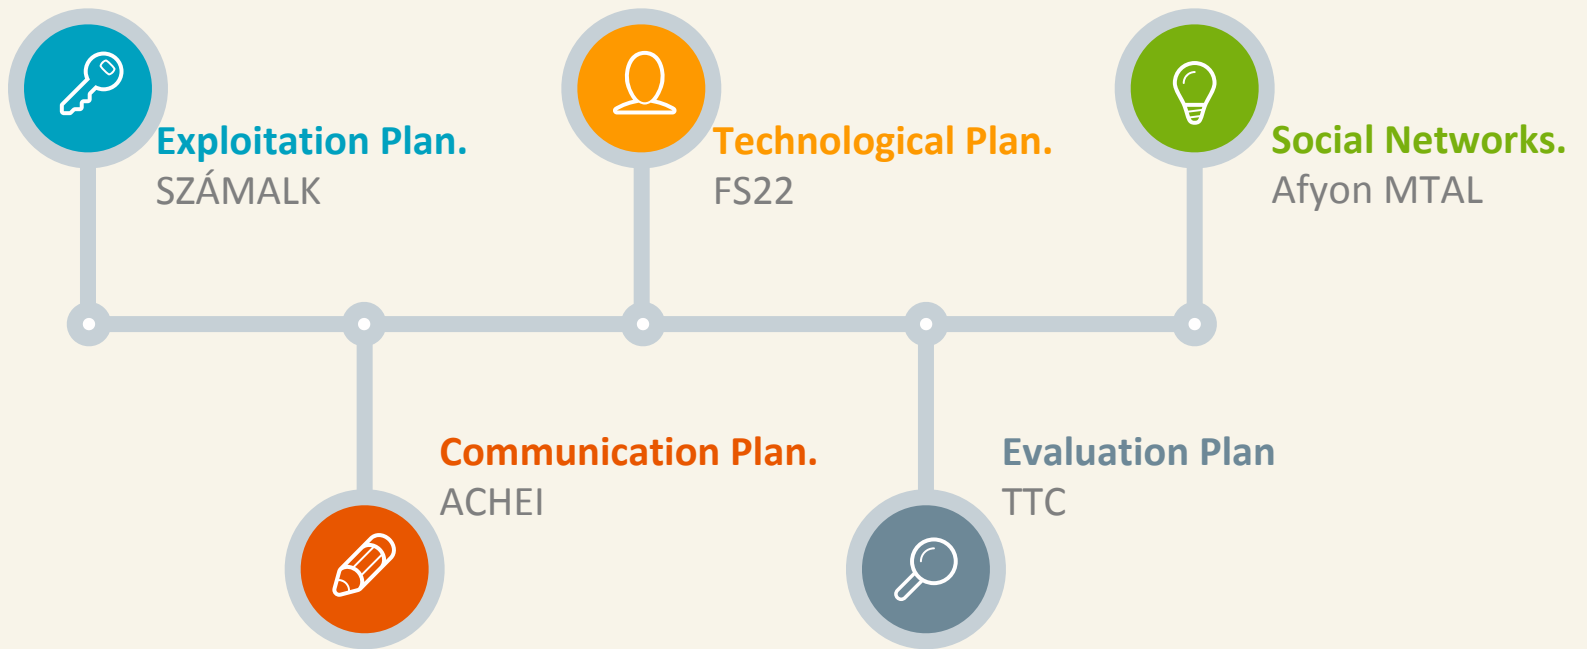 Exploitation Plan.
SZÁMALK
Technological Plan.
FS22
Social Networks.
Afyon MTAL
Communication Plan.
ACHEI
Evaluation Plan
TTC